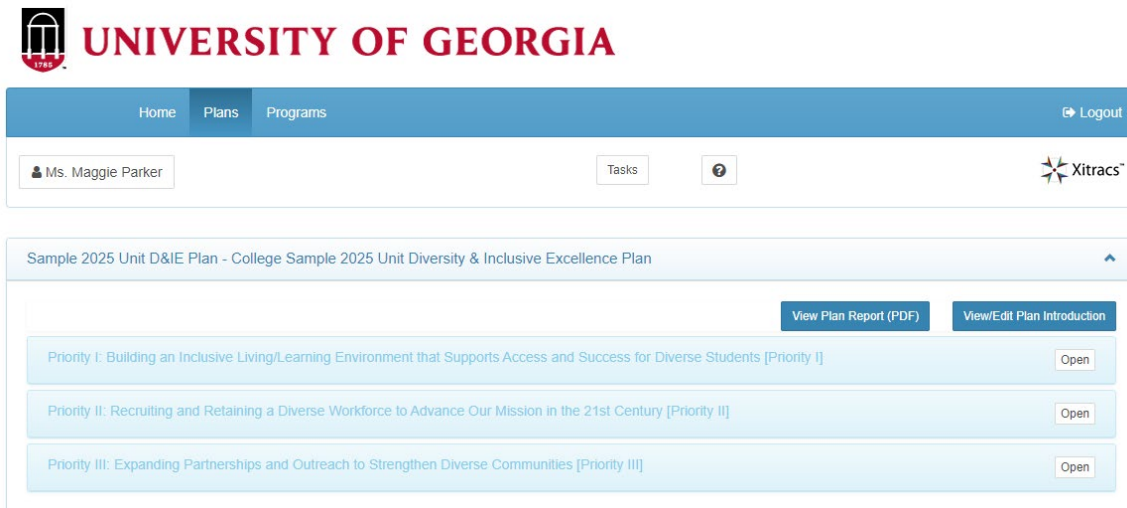 1785
UNIVERSITY OF GEORGIA
Home Plans Programs Logout
Ms. Maggie Parker Tasks Xitracs™
Sample 2025 Unit D&IE Plan - College Sample 2025 Unit Diversity & Inclusive Excellence Plan
View Plan Report (PDF) View/Edit Plan Introduction
Priority I: Building an Inclusive Living/Learning Environment that Supports Access and Success for Diverse Students [Priority I] Open
Priority II: Recruiting and Retaining a Diverse Workforce to Advance Our Mission in the 21st Century [Priority II] Open
Priority III: Expanding Partnerships and Outreach to Strengthen Diverse Communities [Priority III] Open